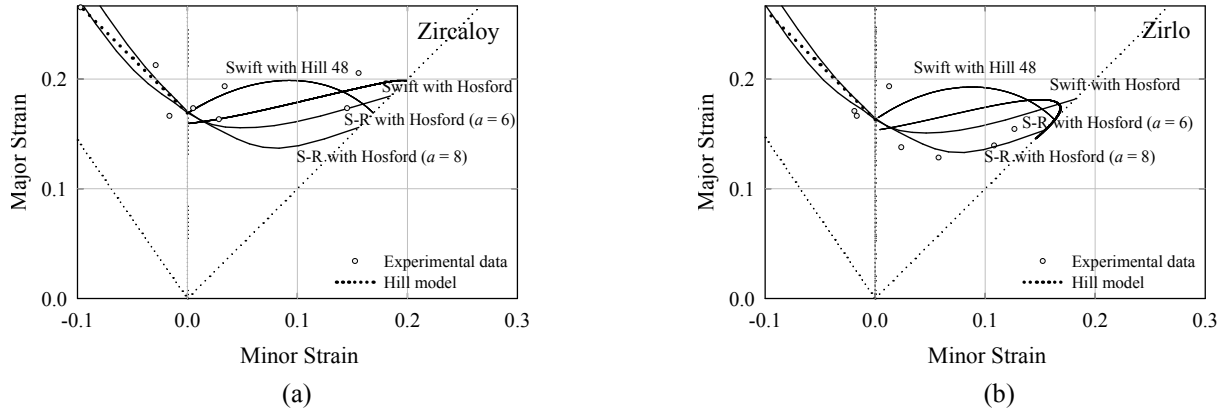 Zircaloy
0.2
0.1
0.0
-0.1
0.0
0.1
0.2
0.3
Major Strain
Minor Strain
Swift with Hill 48
Swift with Hosford
S-R with Hosford (a = 6)
S-R with Hosford (a = 8)
Experimental data
Hill model
(a)
Zirlo
0.2
0.1
0.0
-0.1
0.0
0.1
0.2
0.3
Major Strain
Minor Strain
Swift with Hill 48
Swift with Hosford
S-R with Hosford (a = 6)
S-R with Hosford (a = 8)
Experimental data
Hill model
(b)